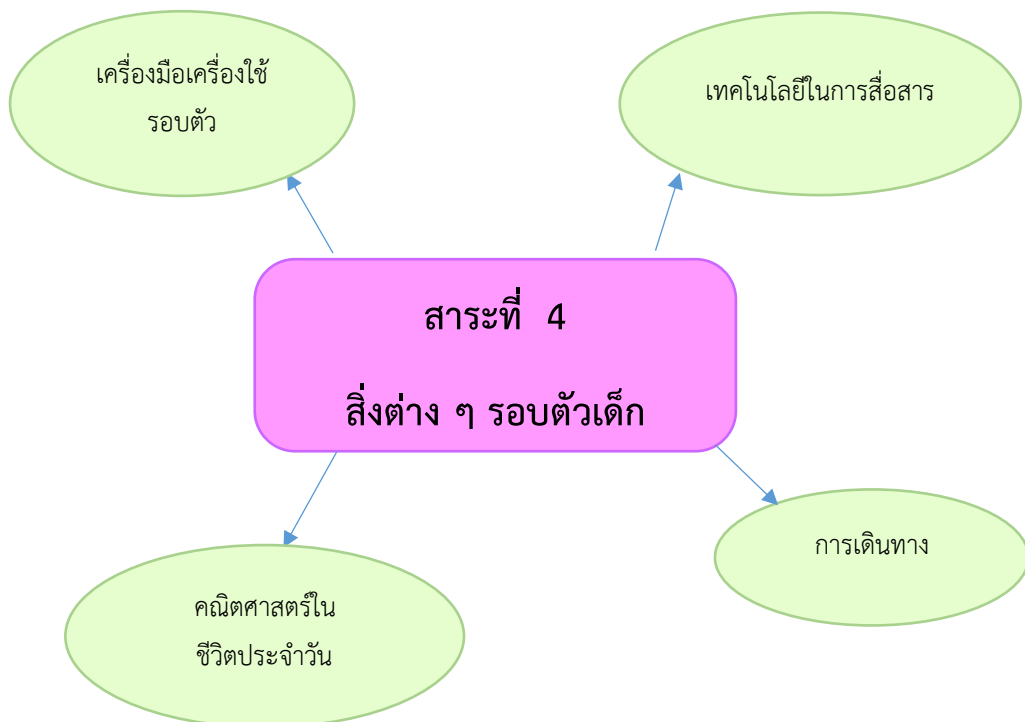 เครื่องมือเครื่องใช้
รอบตัว
เทคโนโลยีในการสื่อสาร
สาระที่ 4
สิ่งต่าง ๆ รอบตัวเด็ก
การเดินทาง
คณิตศาสตร์ใน
ชีวิตประจำวัน